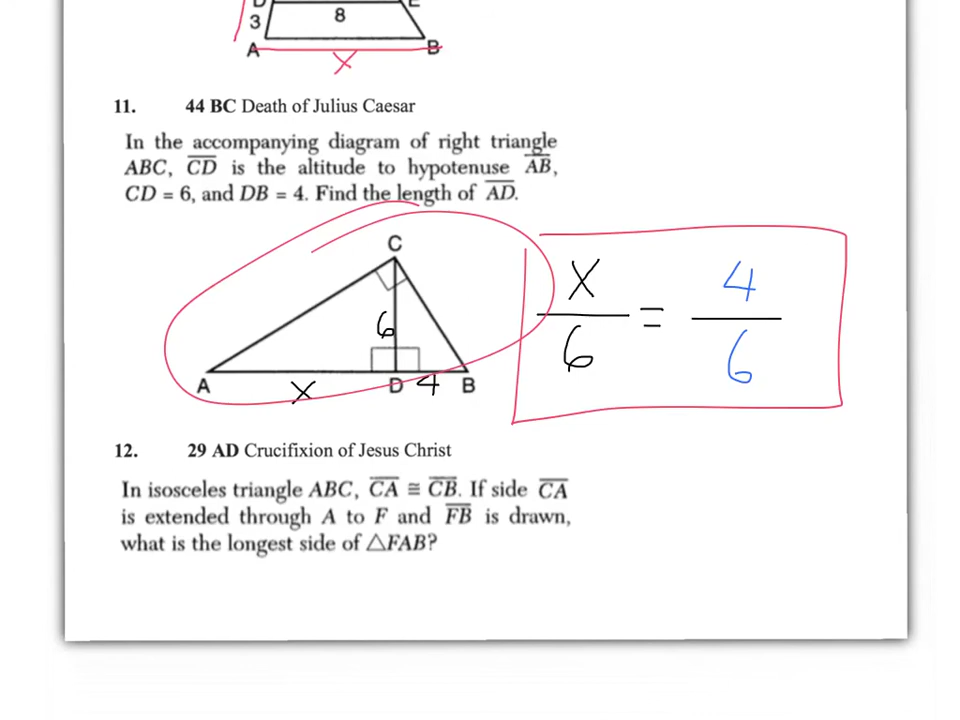 D
E
3
8
A
B
X
11. 44 BC Death of Julius Caesar
In the accompanying diagram of right triangle
ABC, CD is the altitude to hypotenuse AB,
CD = 6, and DB = 4. Find the length of AD.
C
6
A
X
D
4
B
X/6 = 4/6
12. 29 AD Crucifixion of Jesus Christ
In isosceles triangle ABC, CA ≅ CB. If side CA
is extended through A to F and FB is drawn,
what is the longest side of △FAB?